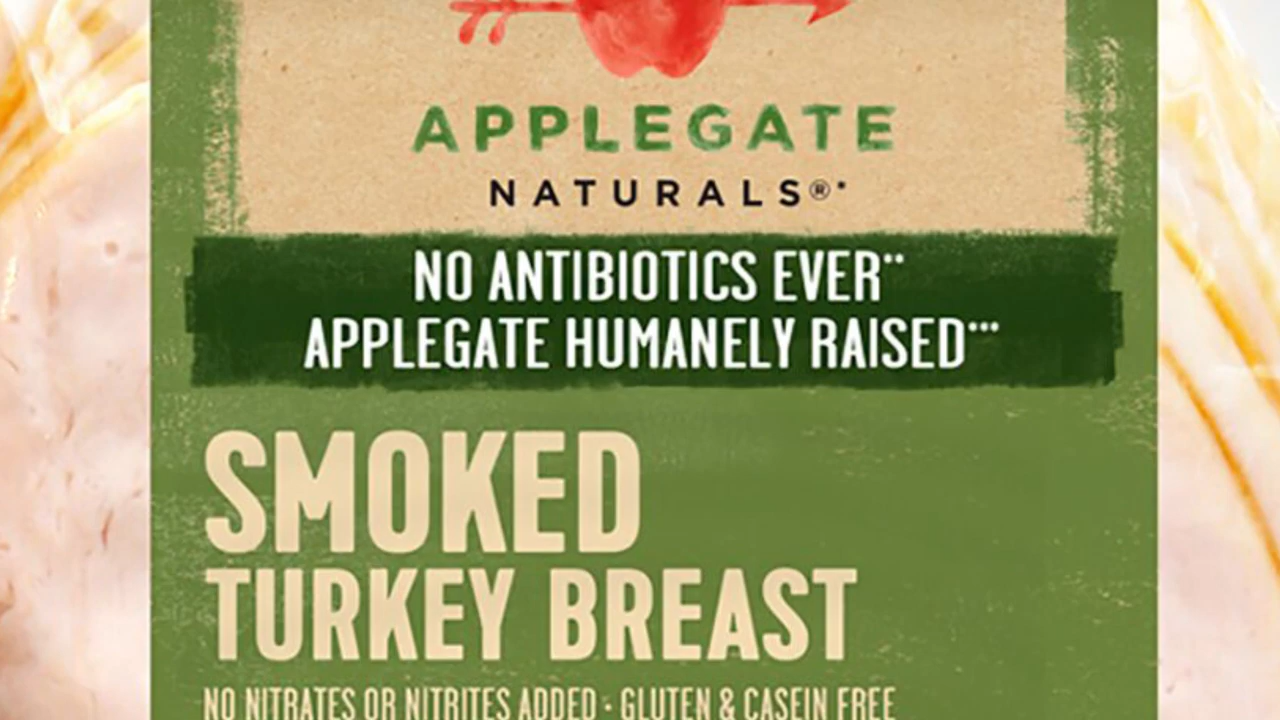 APPLEGATE
NATURALS®*
NO ANTIBIOTICS EVER**
APPLEGATE HUMANELY RAISED***
SMOKED
TURKEY BREAST
NO NITRATES OR NITRITES ADDED • GLUTEN & CASEIN FREE